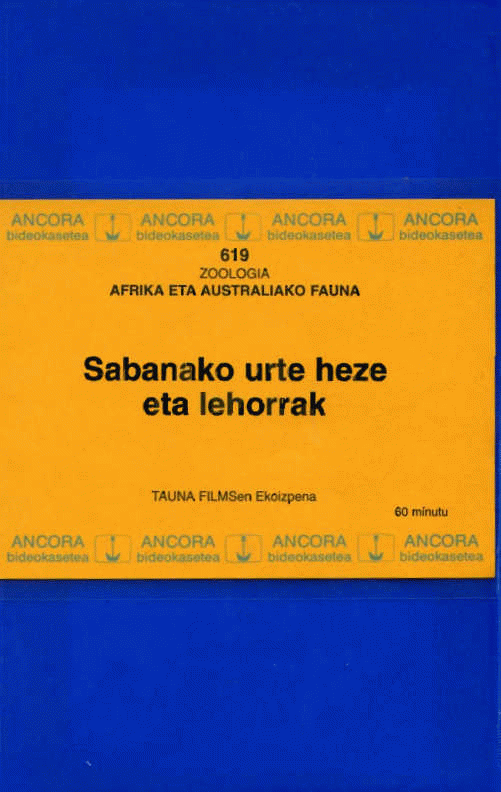 ANCORA ANCORA ANCORA ANCORA
bideokasetea bideokasetea bideokasetea bideokasetea
619
ZOOLOGIA
AFRIKA ETA AUSTRALIAKO FAUNA
Sabanako urte heze
eta lehorrak
TAUNA FILMSen Ekoizpena
60 minutu
ANCORA ANCORA ANCORA ANCORA
bideokasetea bideokasetea bideokasetea bideokasetea